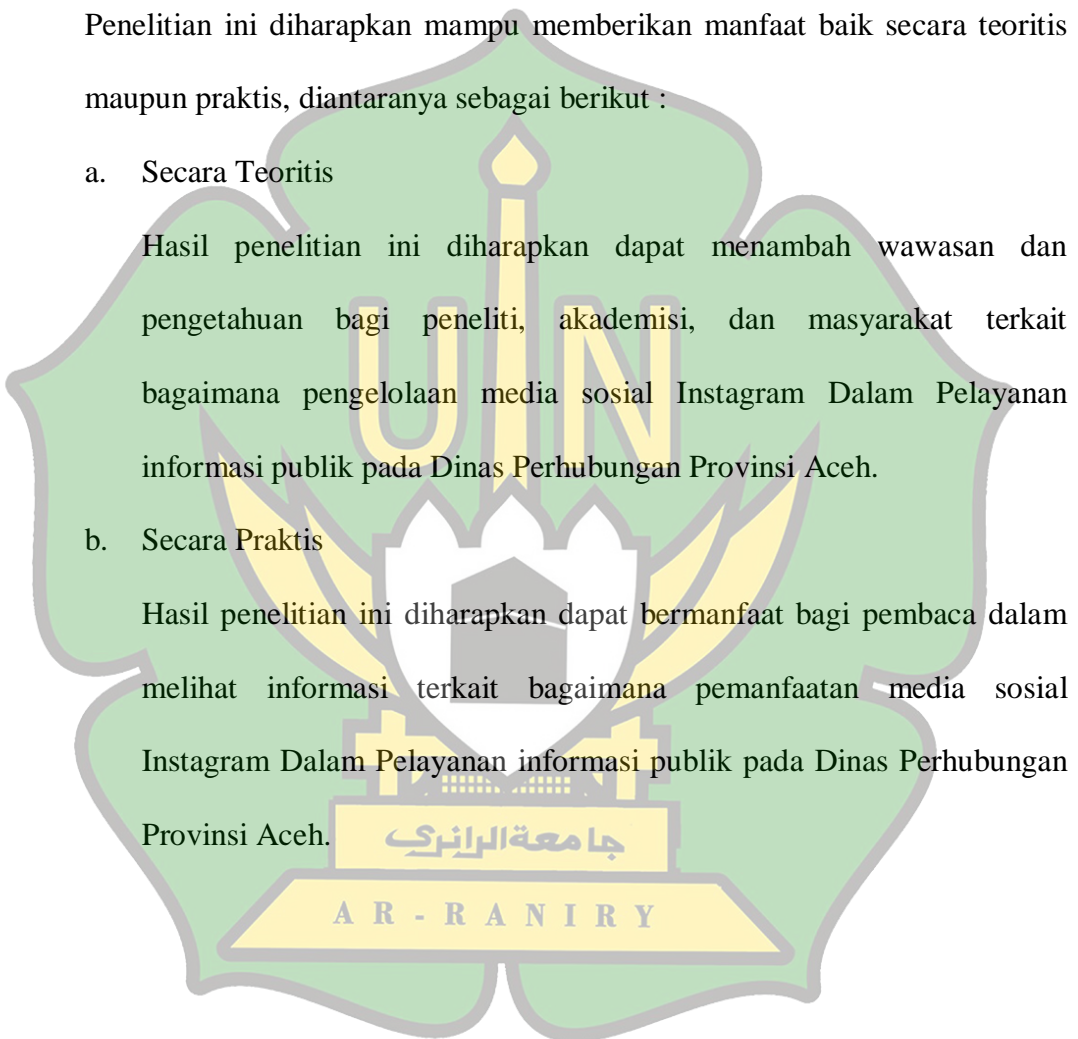 Penelitian ini diharapkan mampu memberikan manfaat baik secara teoritis
maupun praktis, diantaranya sebagai berikut :
a. Secara Teoritis
Hasil penelitian ini diharapkan dapat menambah wawasan dan
pengetahuan bagi peneliti, akademisi, dan masyarakat terkait
bagaimana pengelolaan media sosial Instagram Dalam Pelayanan
informasi publik pada Dinas Perhubungan Provinsi Aceh.
b. Secara Praktis
Hasil penelitian ini diharapkan dapat bermanfaat bagi pembaca dalam
melihat informasi terkait bagaimana pemanfaatan media sosial
Instagram Dalam Pelayanan informasi publik pada Dinas Perhubungan
Provinsi Aceh.
UIN
جامعة الرانري
AR-RANIRY